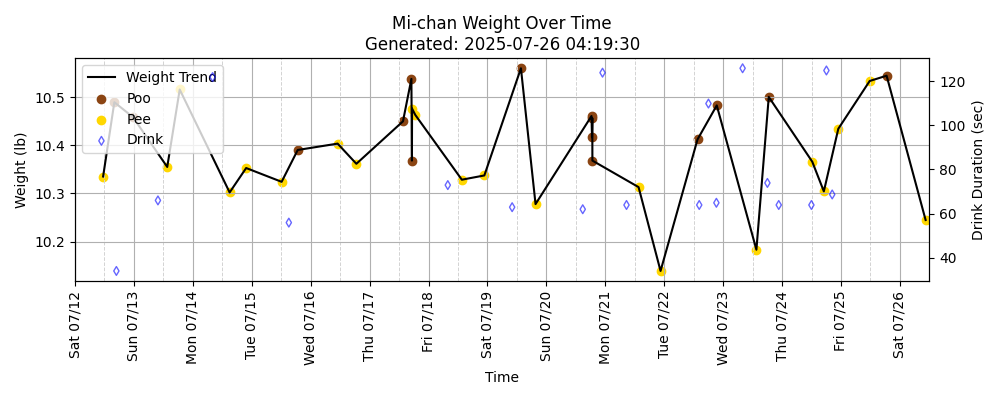 Mi-chan Weight Over Time
Generated: 2025-07-26 04:19:30
Weight Trend
Poo
Pee
Drink
Weight (lb)
10.5
10.4
10.3
10.2
Drink Duration (sec)
120
100
80
60
40
Sat 07/12
Sun 07/13
Mon 07/14
Tue 07/15
Wed 07/16
Thu 07/17
Fri 07/18
Sat 07/19
Sun 07/20
Mon 07/21
Tue 07/22
Wed 07/23
Thu 07/24
Fri 07/25
Sat 07/26
Time